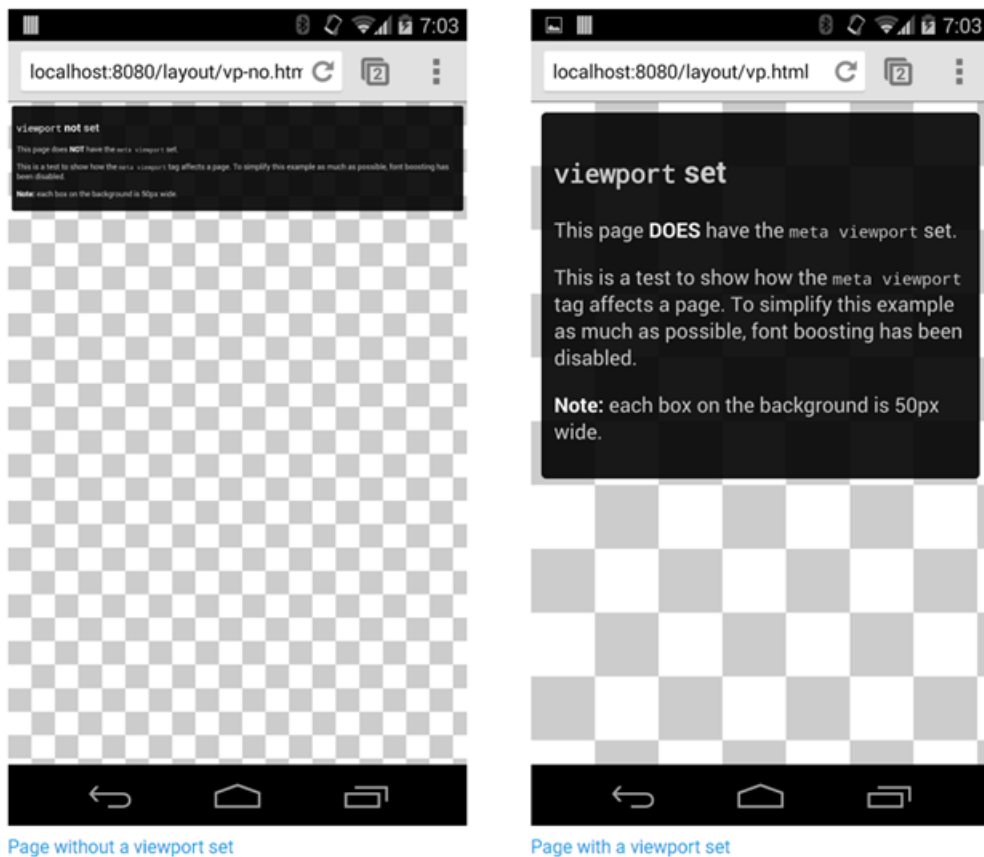 7:03
localhost:8080/layout/vp-no.htm
2
viewport not set
This page does NOT have the meta viewport set.
This is a test to show how the meta viewport tag affects a page. To simplify this example as much as possible, font boosting has
been disabled.
Note: each box on the background is 50px wide.
Page without a viewport set
7:03
localhost:8080/layout/vp.html
2
viewport set
This page DOES have the meta viewport set.
This is a test to show how the meta viewport
tag affects a page. To simplify this example
as much as possible, font boosting has been
disabled.
Note: each box on the background is 50px
wide.
Page with a viewport set